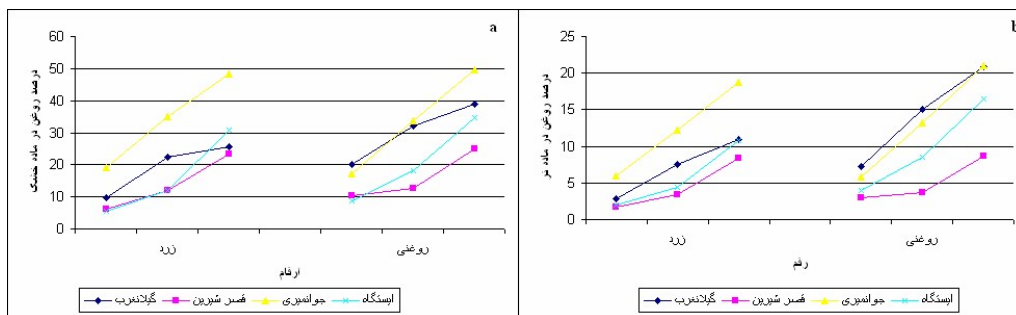 a
60
50
40
30
20
10
0
درصد روغن در ماده خشک
زرد
روغنی
ارقام
گیلانغرب
قصر شیرین
جوانمیری
ایستگاه
b
25
20
15
10
5
0
درصد روغن در ماده تر
زرد
روغنی
رقم
گیلانغرب
قصر شیرین
جوانمیری
ایستگاه